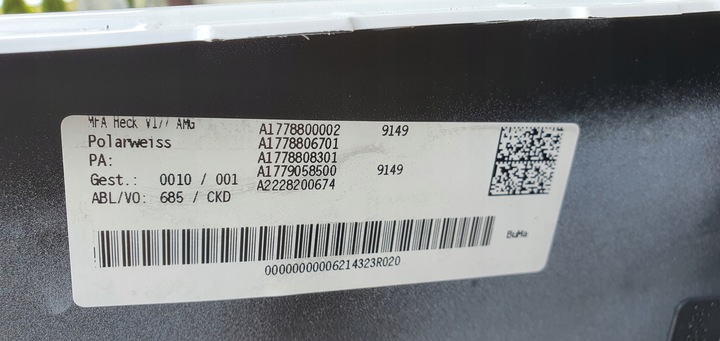 MFA Heck V177 AMG A1778800002 9149
Polarweiss A1778806701
PA: A1778808301
Gest.: 0010 / 001 A1779058500 9149
ABL/VO: 685 / CKD A2228200674
BuMa
00000000006214323R020